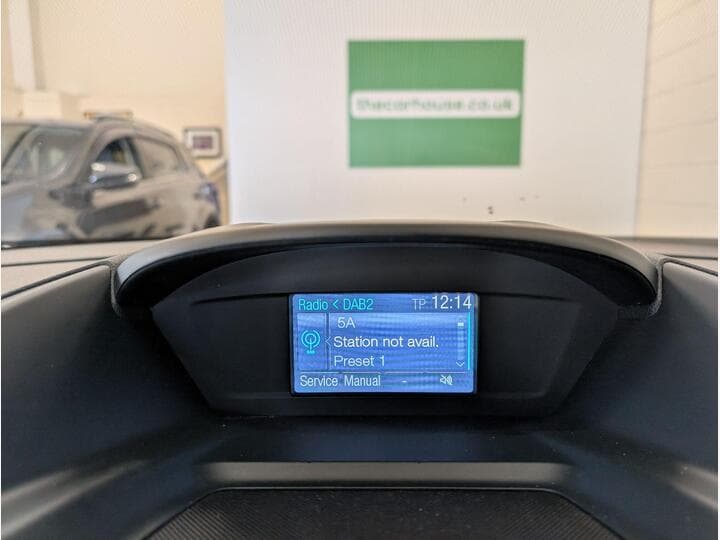 thecarhouse.co.uk
Radio < DAB2 TP 12:14
5A
Station not avail.
Preset 1
Service Manual -